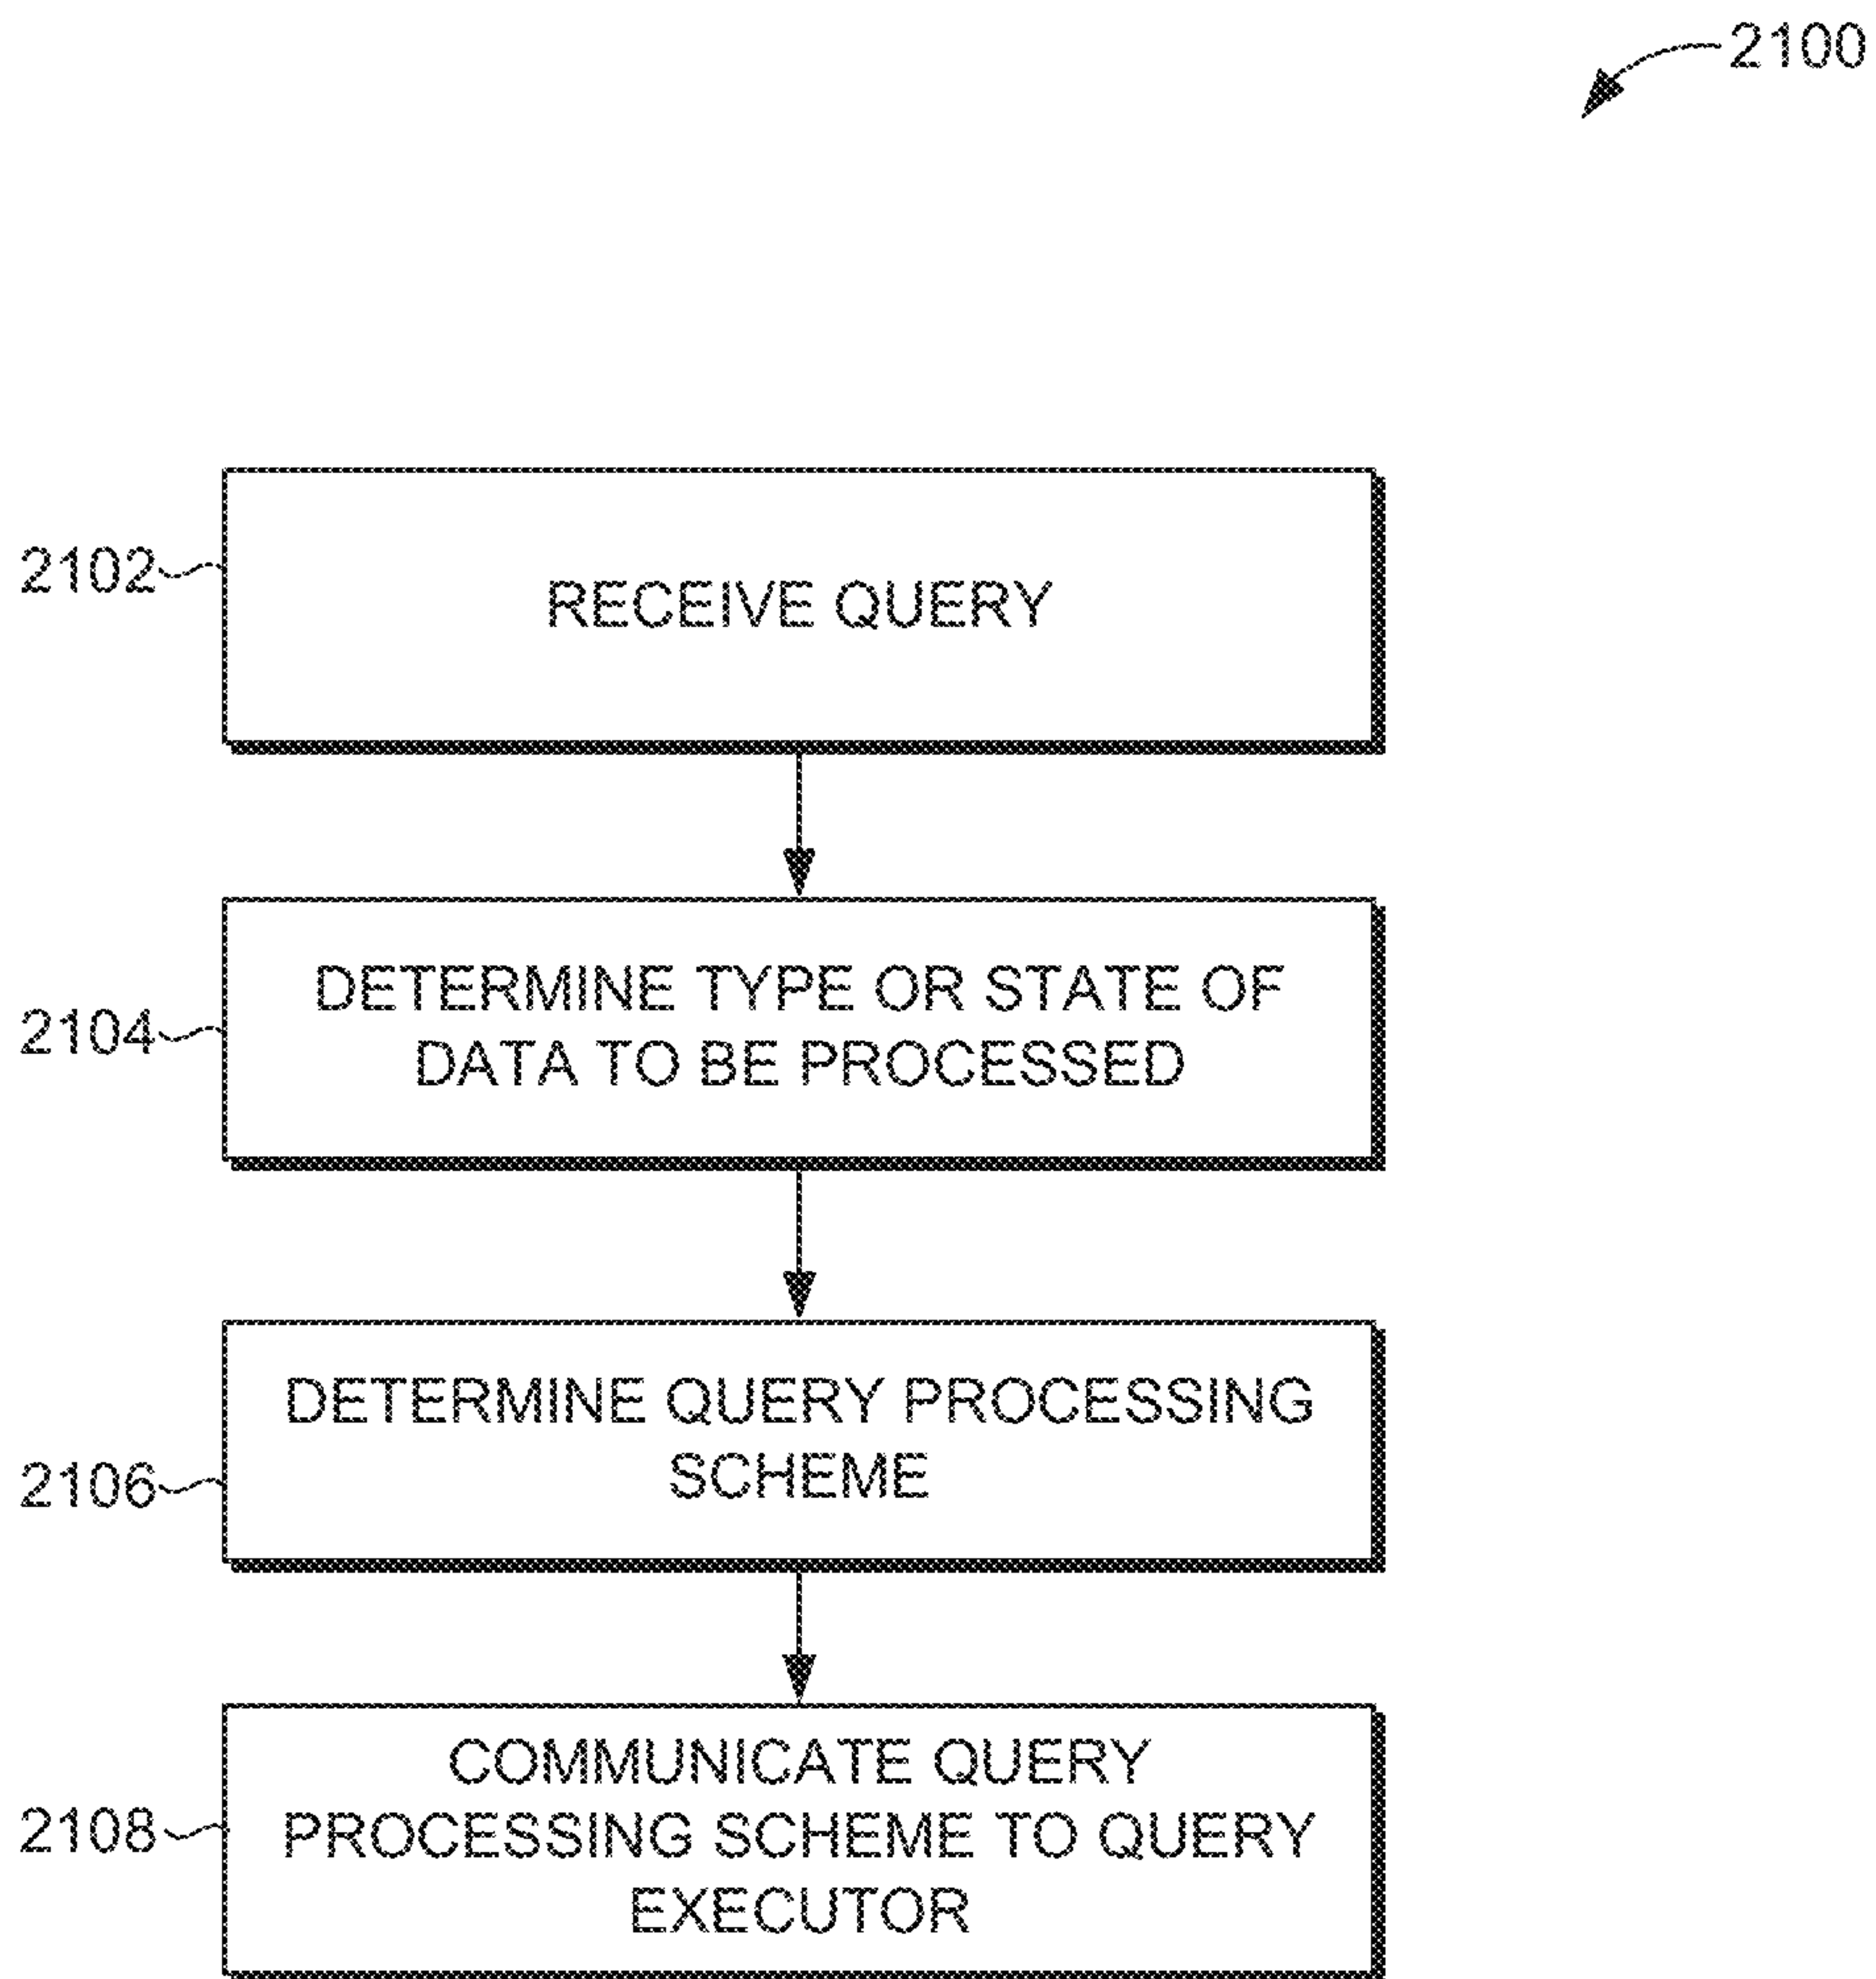 2100
2102
RECEIVE QUERY
2104
DETERMINE TYPE OR STATE OF
DATA TO BE PROCESSED
2106
DETERMINE QUERY PROCESSING
SCHEME
2108
COMMUNICATE QUERY
PROCESSING SCHEME TO QUERY
EXECUTOR